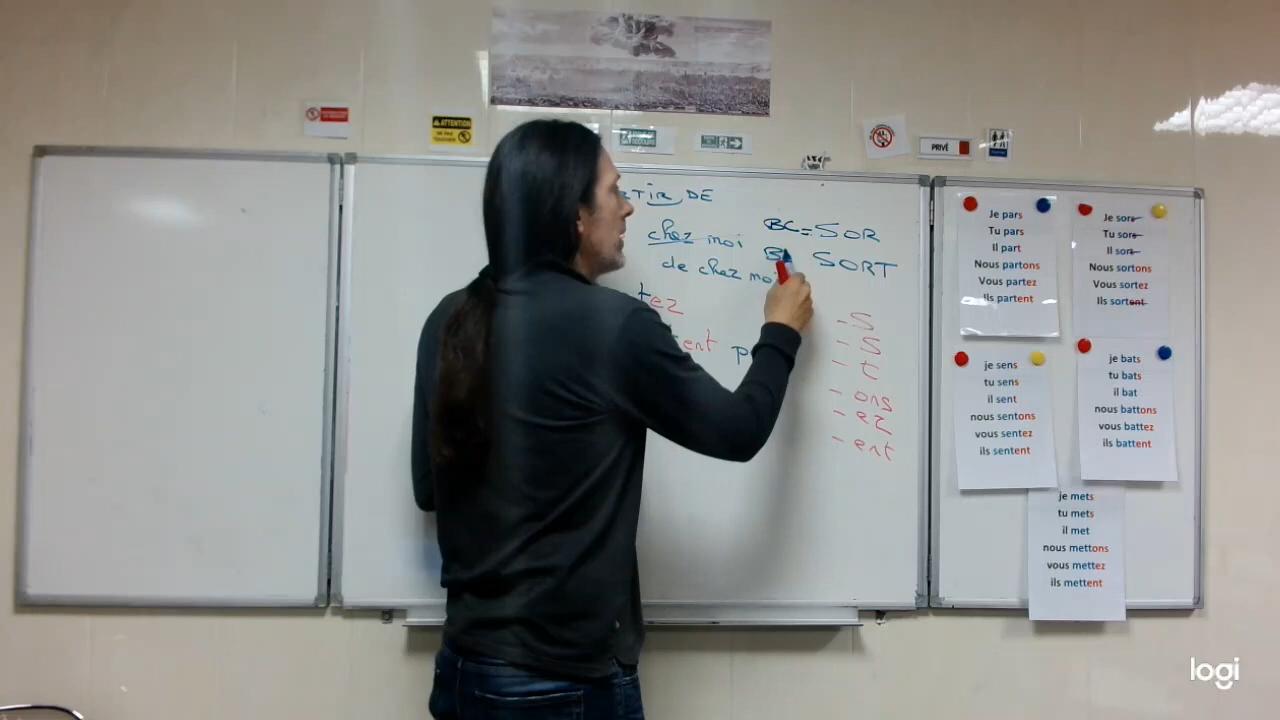 ATTENTION
PRIVÉ
TIR DE
chez moi
de chez moi
tez
ent p
BC=SOR
B SORT
-S
-S
-t
-ons
-ez
-ent
Je pars
Tu pars
Il part
Nous partons
Vous partez
Ils partent
Je sors
Tu sors
Il sort
Nous sortons
Vous sortez
Ils sortent
je sens
tu sens
il sent
nous sentons
vous sentez
ils sentent
je bats
tu bats
il bat
nous battons
vous battez
ils battent
je mets
tu mets
il met
nous mettons
vous mettez
ils mettent
logi